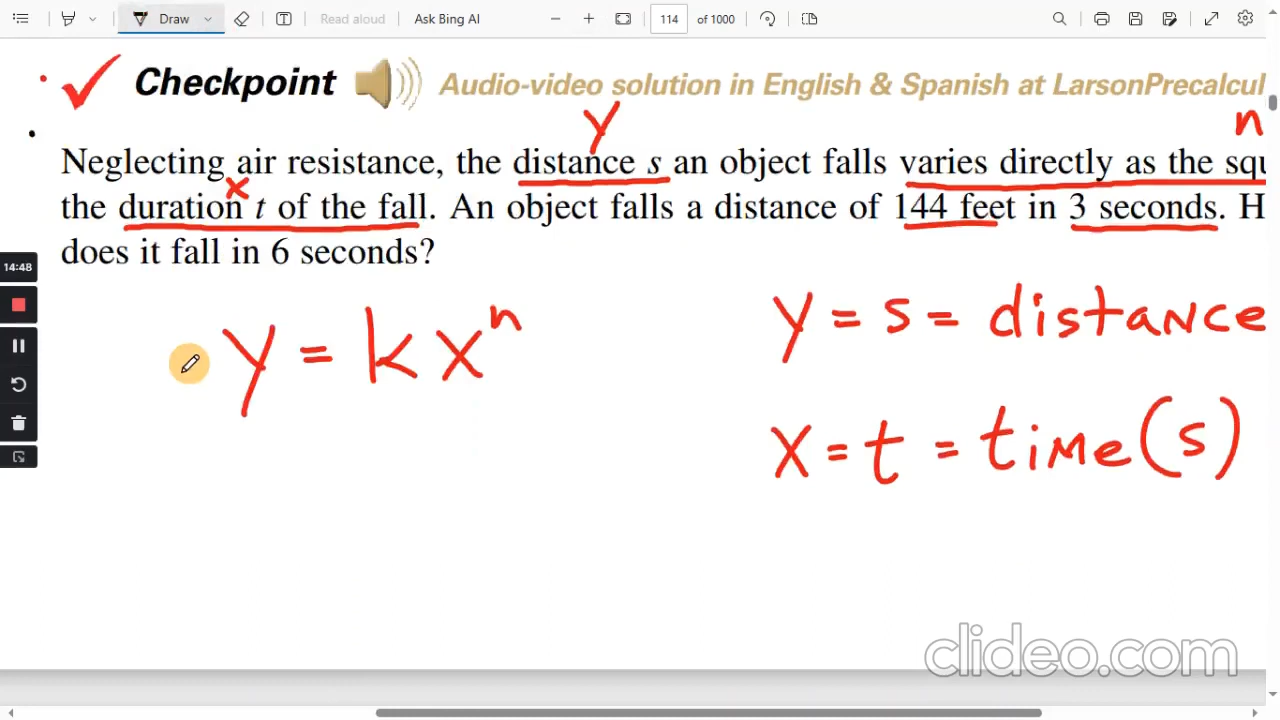 Draw
Read aloud
Ask Bing AI
114 of 1000
Checkpoint Audio-video solution in English & Spanish at LarsonPrecalcul
y
n
Neglecting air resistance, the distance s an object falls varies directly as the squ
x
the duration t of the fall. An object falls a distance of 144 feet in 3 seconds. H
does it fall in 6 seconds?
14:48
y = k x^n
y = s = distance
x = t = time(s)
clideo.com